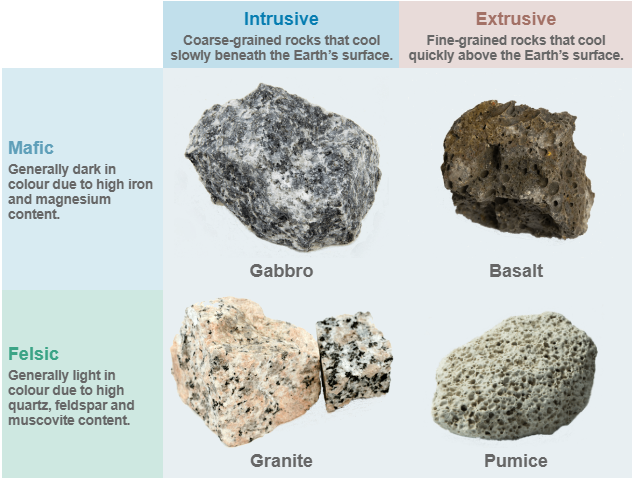 Intrusive
Coarse-grained rocks that cool
slowly beneath the Earth's surface.
Extrusive
Fine-grained rocks that cool
quickly above the Earth's surface.
Mafic
Generally dark in
colour due to high iron
and magnesium
content.
Gabbro
Basalt
Felsic
Generally light in
colour due to high
quartz, feldspar and
muscovite content.
Granite
Pumice